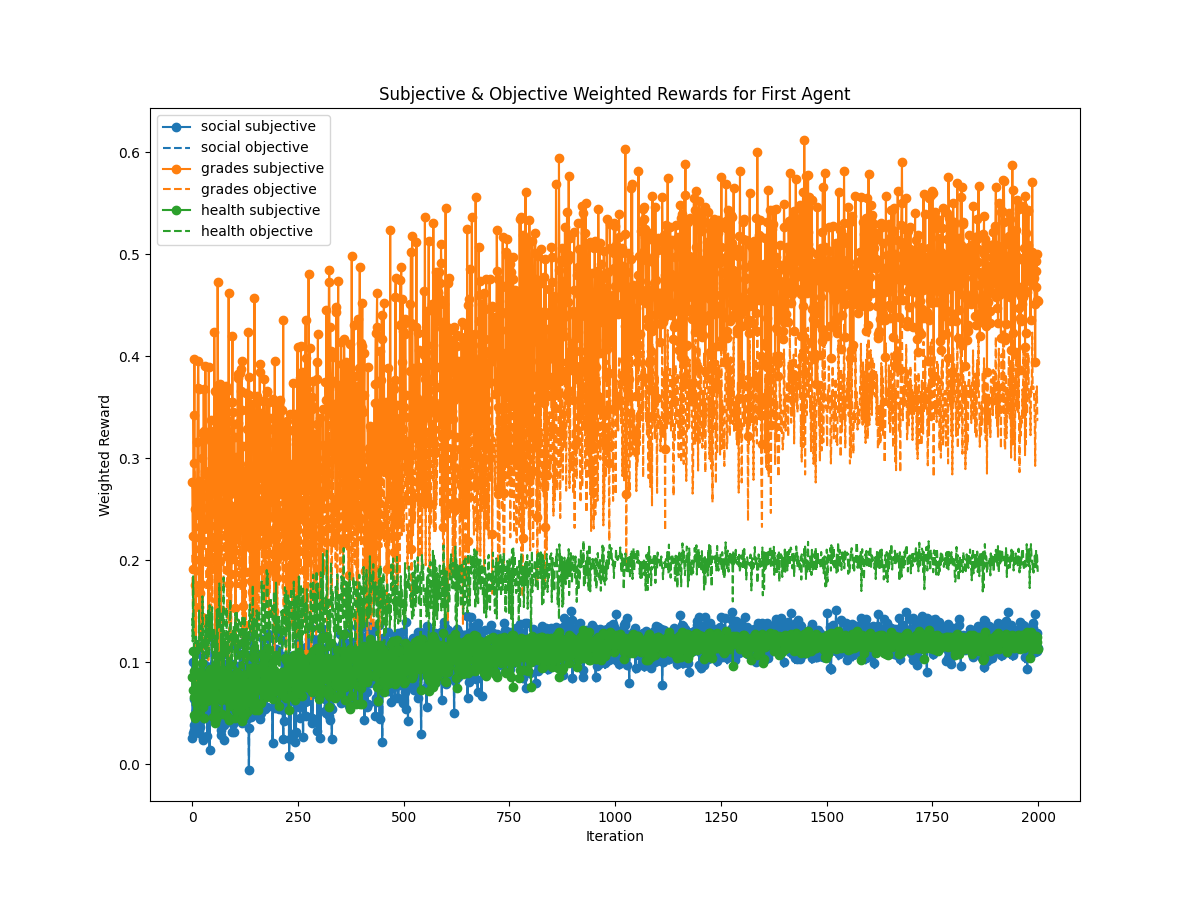 Subjective & Objective Weighted Rewards for First Agent
social subjective
social objective
grades subjective
grades objective
health subjective
health objective
0.6
0.5
0.4
0.3
0.2
0.1
0.0
Weighted Reward
0 250 500 750 1000 1250 1500 1750 2000
Iteration